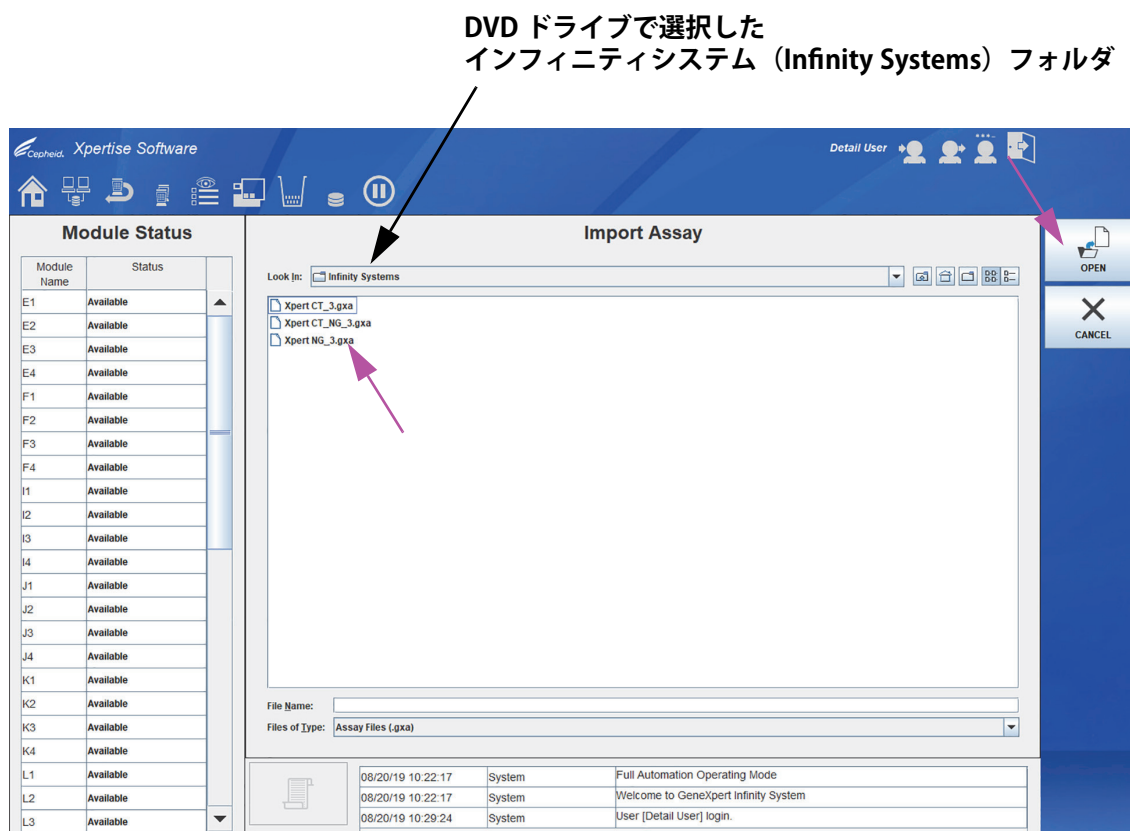 DVD ドライブで選択した
インフィニティシステム（Infinity Systems）フォルダ
Cepheid. Xpertise Software
Detail User
Module Status
Module Name Status
E1 Available
E2 Available
E3 Available
E4 Available
F1 Available
F2 Available
F3 Available
F4 Available
I1 Available
I2 Available
I3 Available
I4 Available
J1 Available
J2 Available
J3 Available
J4 Available
K1 Available
K2 Available
K3 Available
K4 Available
L1 Available
L2 Available
L3 Available
Import Assay
Look In: Infinity Systems
Xpert CT_3.gxa
Xpert CT_NG_3.gxa
Xpert NG_3.gxa
File Name:
Files of Type: Assay Files (.gxa)
OPEN
CANCEL
08/20/19 10:22:17 System Full Automation Operating Mode
08/20/19 10:22:17 System Welcome to GeneXpert Infinity System
08/20/19 10:29:24 System User [Detail User] login.